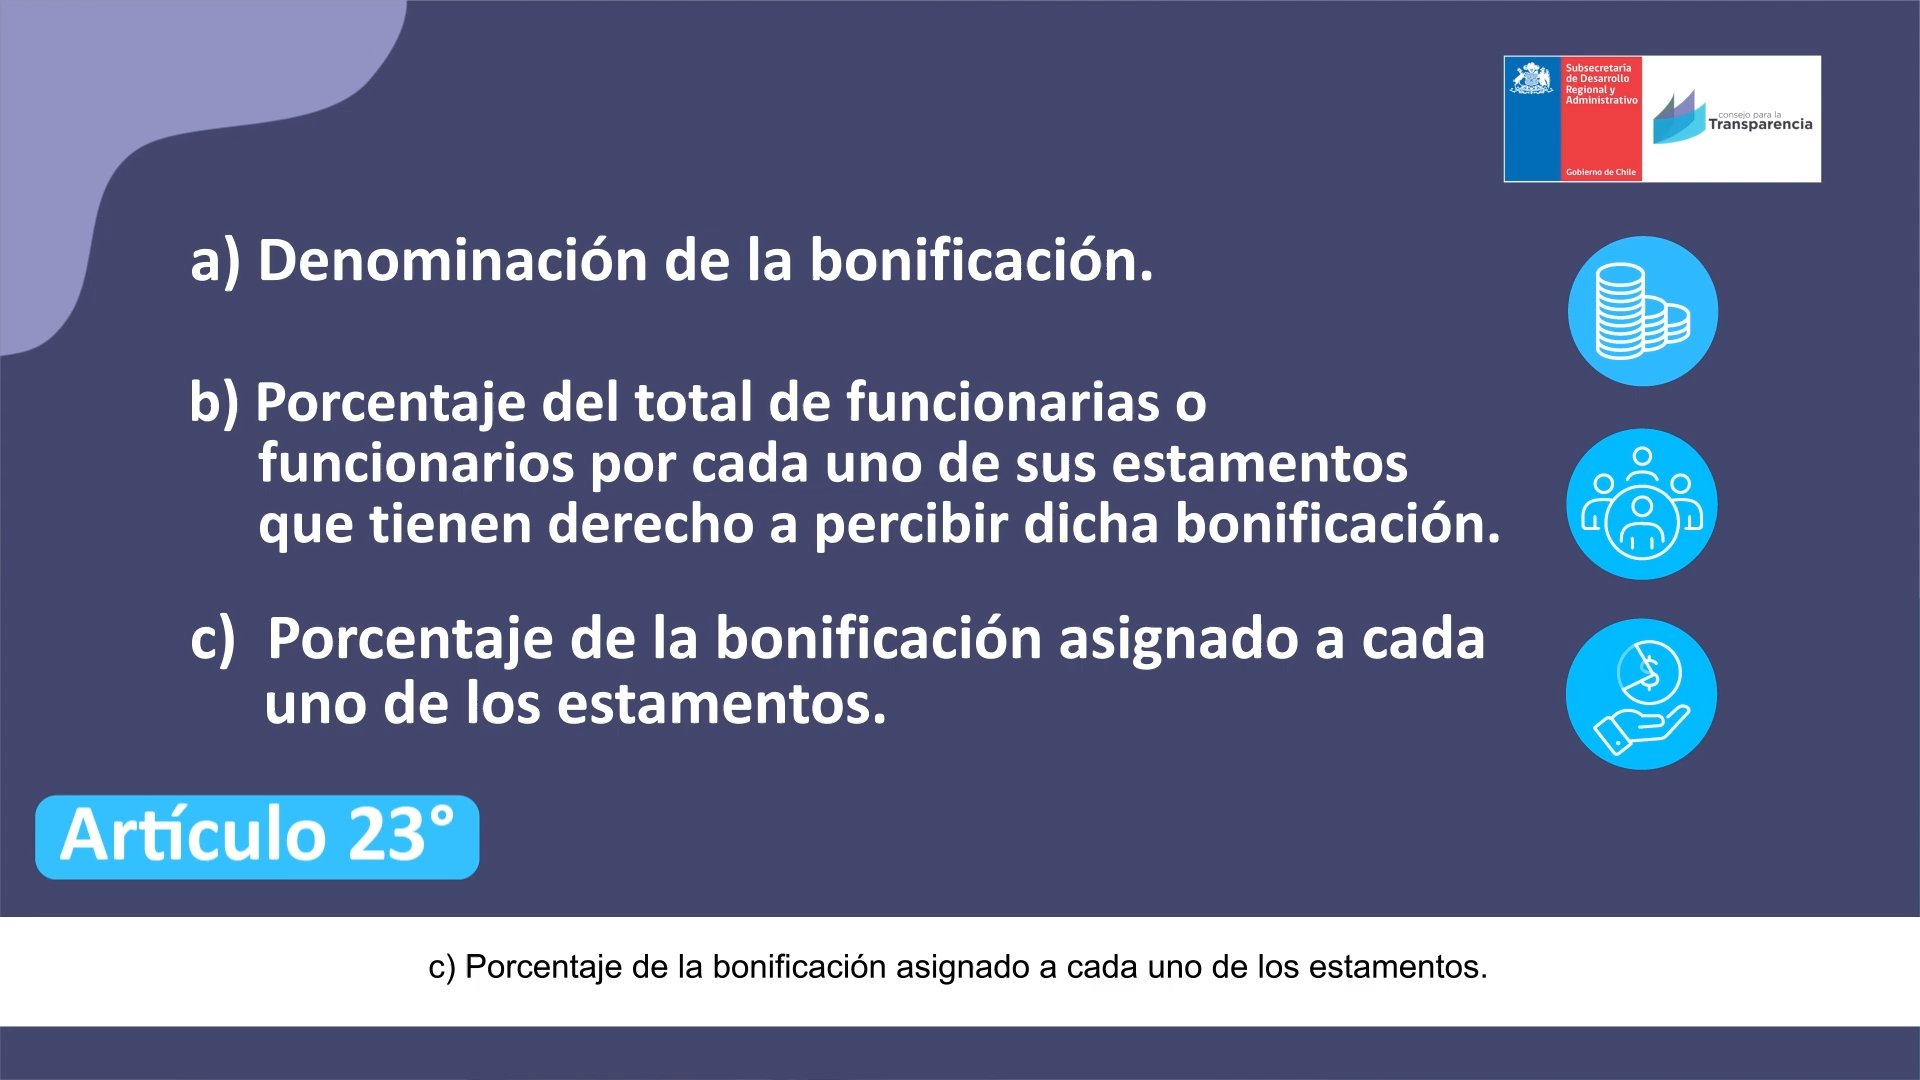 Subsecretaría
de Desarrollo
Regional y
Administrativo
Gobierno de Chile
consejo para la
Transparencia
a) Denominación de la bonificación.
b) Porcentaje del total de funcionarias o
funcionarios por cada uno de sus estamentos
que tienen derecho a percibir dicha bonificación.
c) Porcentaje de la bonificación asignado a cada
uno de los estamentos.
$
Artículo 23°
c) Porcentaje de la bonificación asignado a cada uno de los estamentos.